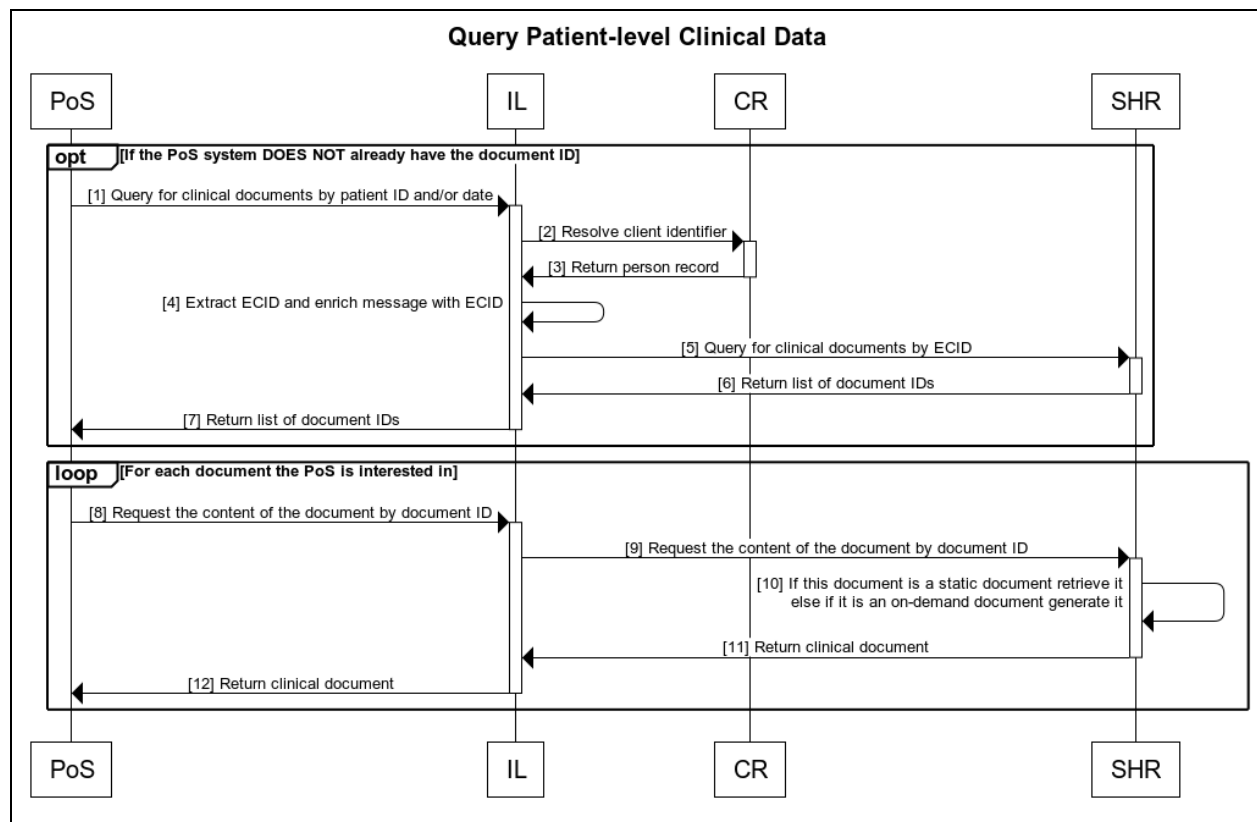 Query Patient-level Clinical Data
PoS
IL
CR
SHR
opt
[If the PoS system DOES NOT already have the document ID]
[1] Query for clinical documents by patient ID and/or date
[2] Resolve client identifier
[3] Return person record
[4] Extract ECID and enrich message with ECID
[5] Query for clinical documents by ECID
[6] Return list of document IDs
[7] Return list of document IDs
loop
[For each document the PoS is interested in]
[8] Request the content of the document by document ID
[9] Request the content of the document by document ID
[10] If this document is a static document retrieve it
else if it is an on-demand document generate it
[11] Return clinical document
[12] Return clinical document
PoS
IL
CR
SHR